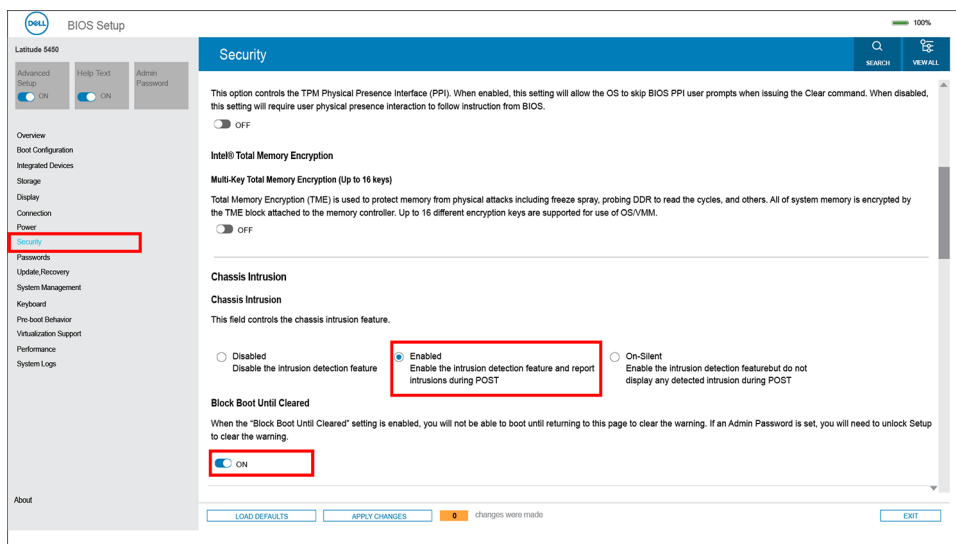 DELL
BIOS Setup
100%
Latitude 5450
Advanced
Setup
ON
Help Text
ON
Admin
Password
Overview
Boot Configuration
Integrated Devices
Storage
Display
Connection
Power
Security
Passwords
Update,Recovery
System Management
Keyboard
Pre-boot Behavior
Virtualization Support
Performance
System Logs
About
Security
SEARCH
VIEW ALL
This option controls the TPM Physical Presence Interface (PPI). When enabled, this setting will allow the OS to skip BIOS PPI user prompts when issuing the Clear command. When disabled,
this setting will require user physical presence interaction to follow instruction from BIOS.
OFF
Intel® Total Memory Encryption
Multi-Key Total Memory Encryption (Up to 16 keys)
Total Memory Encryption (TME) is used to protect memory from physical attacks including freeze spray, probing DDR to read the cycles, and others. All of system memory is encrypted by
the TME block attached to the memory controller. Up to 16 different encryption keys are supported for use of OS/VMM.
OFF
Chassis Intrusion
Chassis Intrusion
This field controls the chassis intrusion feature.
Disabled
Disable the intrusion detection feature
Enabled
Enable the intrusion detection feature and report
intrusions during POST
On-Silent
Enable the intrusion detection featurebut do not
display any detected intrusion during POST
Block Boot Until Cleared
When the “Block Boot Until Cleared” setting is enabled, you will not be able to boot until returning to this page to clear the warning. If an Admin Password is set, you will need to unlock Setup
to clear the warning.
ON
LOAD DEFAULTS
APPLY CHANGES
0
changes were made
EXIT